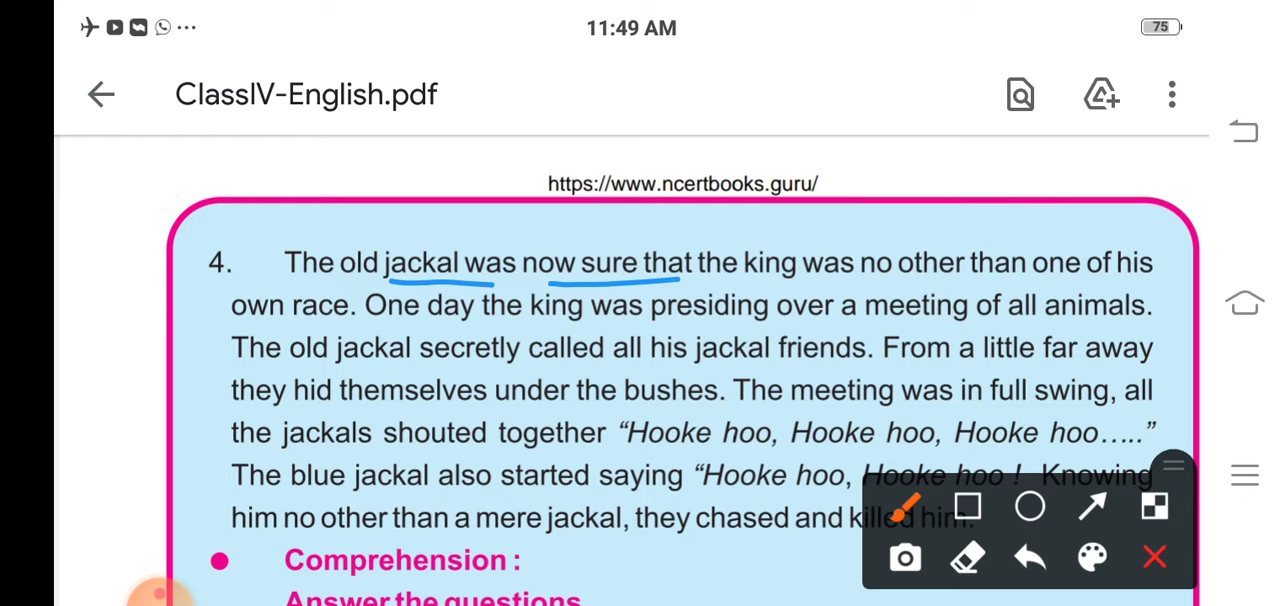 11:49 AM
75
ClassIV-English.pdf
https://www.ncertbooks.guru/
4. The old jackal was now sure that the king was no other than one of his
own race. One day the king was presiding over a meeting of all animals.
The old jackal secretly called all his jackal friends. From a little far away
they hid themselves under the bushes. The meeting was in full swing, all
the jackals shouted together “Hooke hoo, Hooke hoo, Hooke hoo.....”
The blue jackal also started saying “Hooke hoo, Hooke hoo ! Knowing
him no other than a mere jackal, they chased and killed him.
Comprehension :
Answer the questions